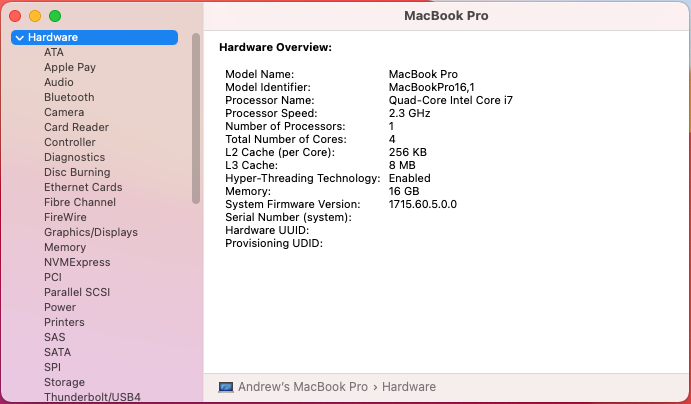 MacBook Pro
Hardware
ATA
Apple Pay
Audio
Bluetooth
Camera
Card Reader
Controller
Diagnostics
Disc Burning
Ethernet Cards
Fibre Channel
FireWire
Graphics/Displays
Memory
NVMExpress
PCI
Parallel SCSI
Power
Printers
SAS
SATA
SPI
Storage
Thunderbolt/USB4
Hardware Overview:
Model Name: MacBook Pro
Model Identifier: MacBookPro16,1
Processor Name: Quad-Core Intel Core i7
Processor Speed: 2.3 GHz
Number of Processors: 1
Total Number of Cores: 4
L2 Cache (per Core): 256 KB
L3 Cache: 8 MB
Hyper-Threading Technology: Enabled
Memory: 16 GB
System Firmware Version: 1715.60.5.0.0
Serial Number (system):
Hardware UUID:
Provisioning UDID:
Andrew's MacBook Pro › Hardware